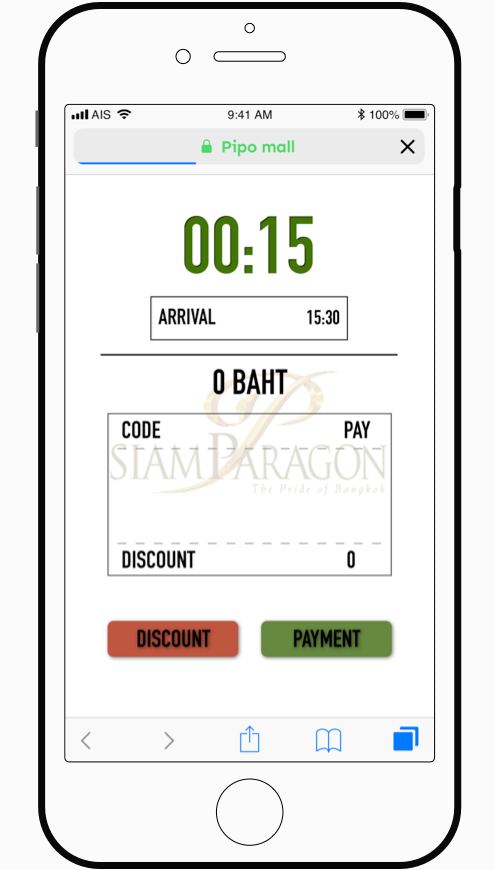 AIS 9:41 AM 100%
Pipo mall
00:15
ARRIVAL 15:30
0 BAHT
CODE PAY
SIAM PARAGON
The Pride of Bangkok
DISCOUNT 0
DISCOUNT PAYMENT